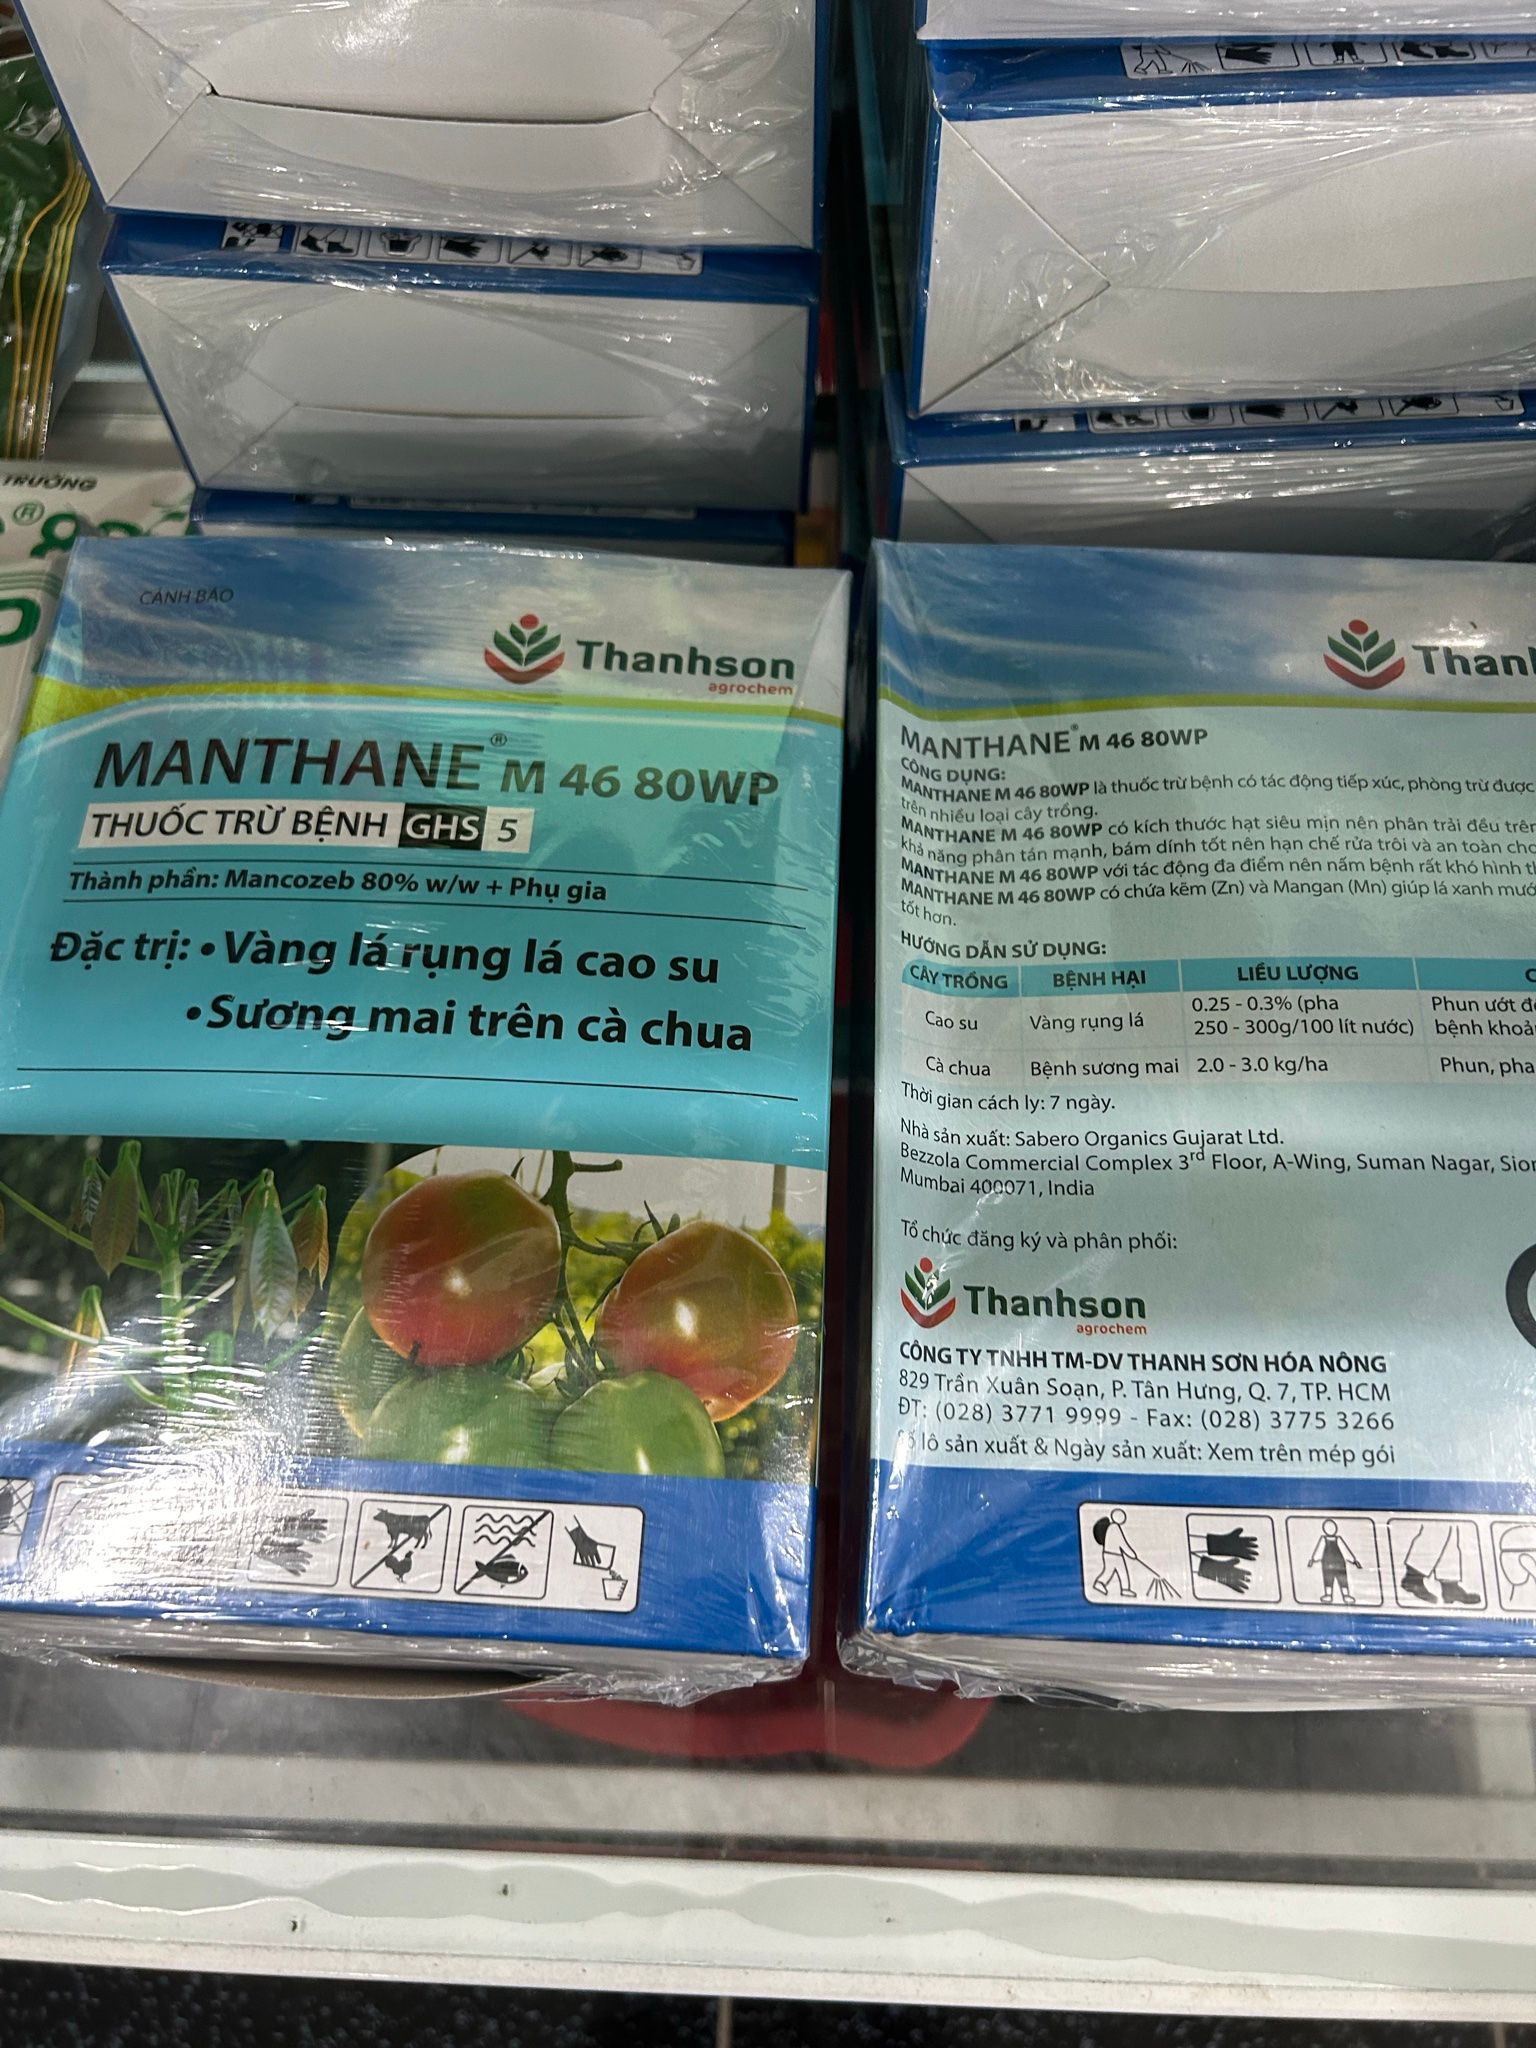 TRƯỜNG
CẢNH BÁO
Thanhson
agrochem
MANTHANE® M 46 80WP
THUỐC TRỪ BỆNH GHS 5
Thành phần: Mancozeb 80% w/w + Phụ gia
Đặc trị: • Vàng lá rụng lá cao su
• Sương mai trên cà chua
MANTHANE® M 46 80WP
CÔNG DỤNG:
MANTHANE M 46 80WP là thuốc trừ bệnh có tác động tiếp xúc, phòng trừ được
trên nhiều loại cây trồng.
MANTHANE M 46 80WP có kích thước hạt siêu mịn nên phân trải đều trên
khả năng phân tán mạnh, bám dính tốt nên hạn chế rửa trôi và an toàn cho
MANTHANE M 46 80WP với tác động đa điểm nên nấm bệnh rất khó hình
MANTHANE M 46 80WP có chứa kẽm (Zn) và Mangan (Mn) giúp lá xanh
tốt hơn.
HƯỚNG DẪN SỬ DỤNG:
CÂY TRỒNG BỆNH HẠI LIỀU LƯỢNG
Cao su Vàng rụng lá 0.25 - 0.3% (pha
250 - 300g/100 lít nước) Phun ướt
bệnh
Cà chua Bệnh sương mai 2.0 - 3.0 kg/ha Phun, pha
Thời gian cách ly: 7 ngày.
Nhà sản xuất: Sabero Organics Gujarat Ltd.
Bezzola Commercial Complex 3rd Floor, A-Wing, Suman Nagar,
Mumbai 400071, India
Tổ chức đăng ký và phân phối:
Thanhson
agrochem
CÔNG TY TNHH TM-DV THANH SƠN HÓA NÔNG
829 Trần Xuân Soạn, P. Tân Hưng, Q. 7, TP. HCM
ĐT: (028) 3771 9999 - Fax: (028) 3775 3266
Số lô sản xuất & Ngày sản xuất: Xem trên mép gói